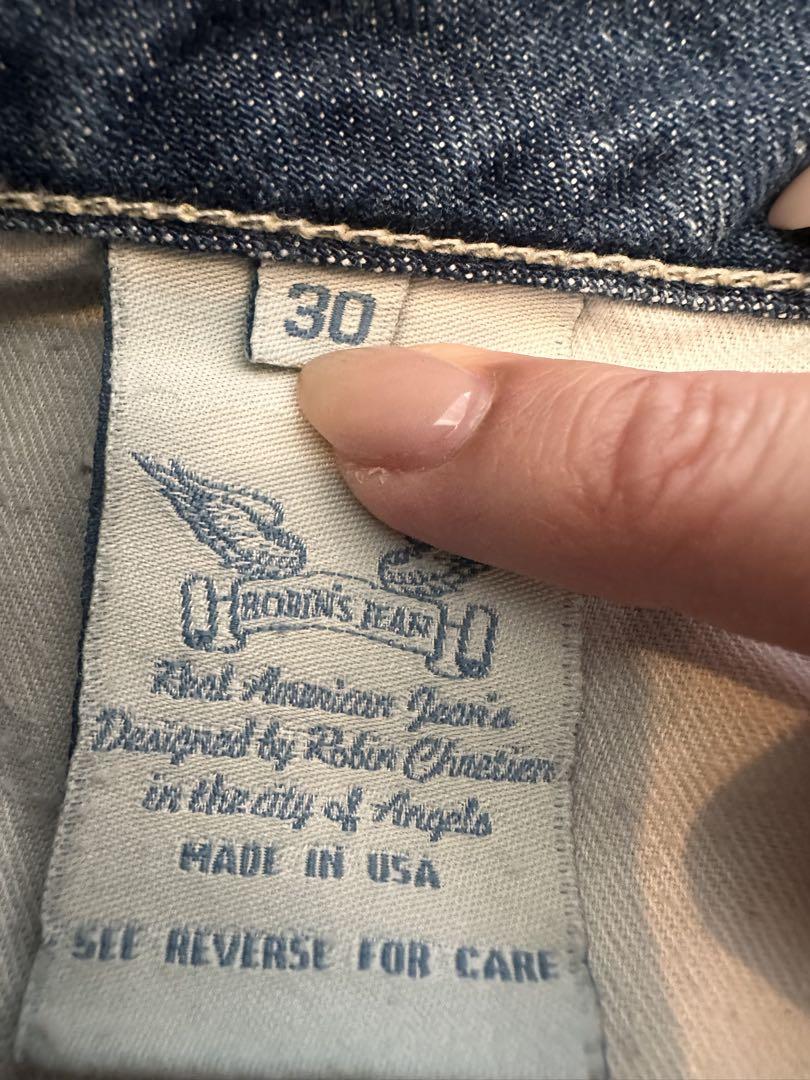 30
ROBIN'S JEAN
Real American Jean's
Designed by Robin Chretien
in the city of Angels
MADE IN USA
SEE REVERSE FOR CARE